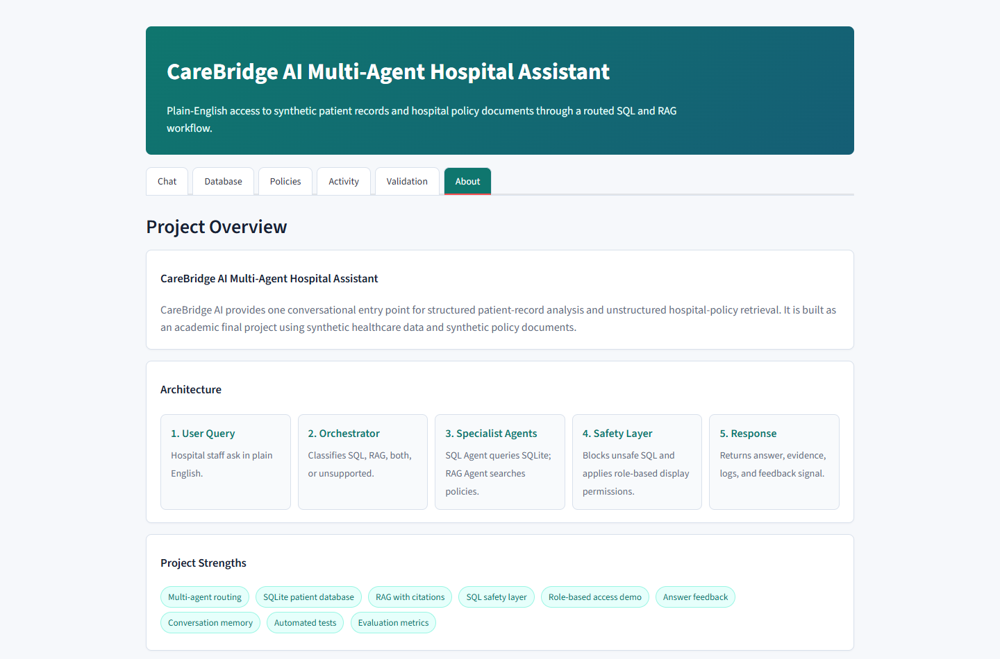 CareBridge AI Multi-Agent Hospital Assistant
Plain-English access to synthetic patient records and hospital policy documents through a routed SQL and RAG
workflow.
Chat
Database
Policies
Activity
Validation
About
Project Overview
CareBridge AI Multi-Agent Hospital Assistant
CareBridge AI provides one conversational entry point for structured patient-record analysis and unstructured hospital-policy retrieval. It is built as
an academic final project using synthetic healthcare data and synthetic policy documents.
Architecture
1. User Query
Hospital staff ask in plain
English.
2. Orchestrator
Classifies SQL, RAG, both,
or unsupported.
3. Specialist Agents
SQL Agent queries SQLite;
RAG Agent searches
policies.
4. Safety Layer
Blocks unsafe SQL and
applies role-based display
permissions.
5. Response
Returns answer, evidence,
logs, and feedback signal.
Project Strengths
Multi-agent routing
SQLite patient database
RAG with citations
SQL safety layer
Role-based access demo
Answer feedback
Conversation memory
Automated tests
Evaluation metrics